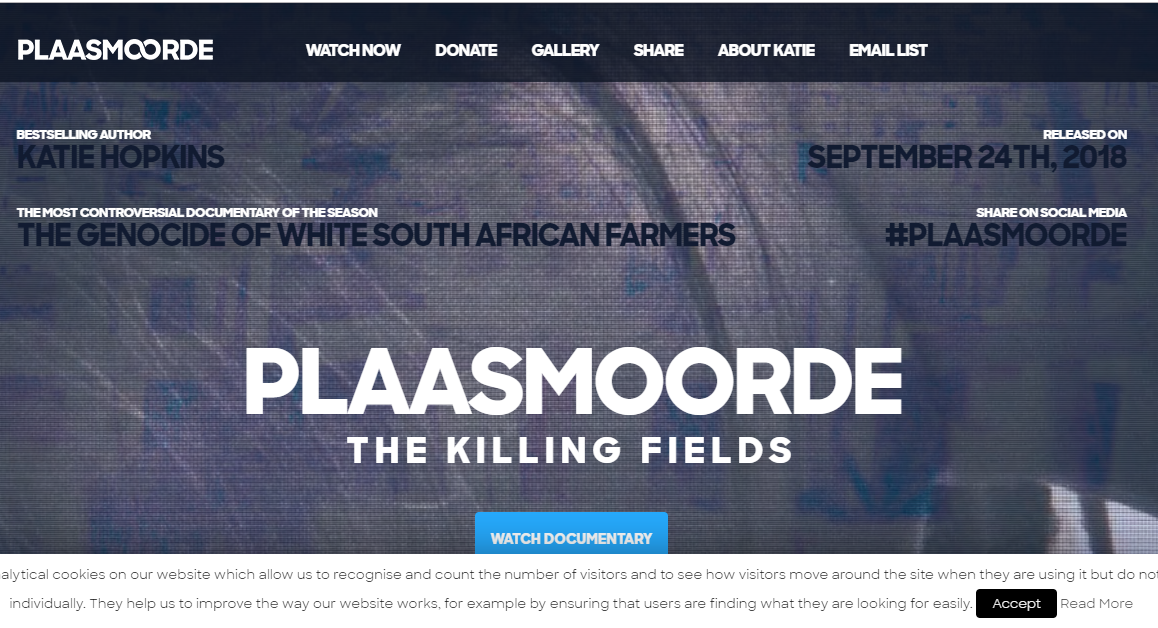 PLAASMOORDE WATCH NOW DONATE GALLERY SHARE ABOUT KATIE EMAIL LIST
BESTSELLING AUTHOR
KATIE HOPKINS
RELEASED ON
SEPTEMBER 24TH, 2018
THE MOST CONTROVERSIAL DOCUMENTARY OF THE SEASON
THE GENOCIDE OF WHITE SOUTH AFRICAN FARMERS
SHARE ON SOCIAL MEDIA
#PLAASMOORDE
PLAASMOORDE
THE KILLING FIELDS
WATCH DOCUMENTARY
alytical cookies on our website which allow us to recognise and count the number of visitors and to see how visitors move around the site when they are using it but do not
individually. They help us to improve the way our website works, for example by ensuring that users are finding what they are looking for easily. Accept Read More